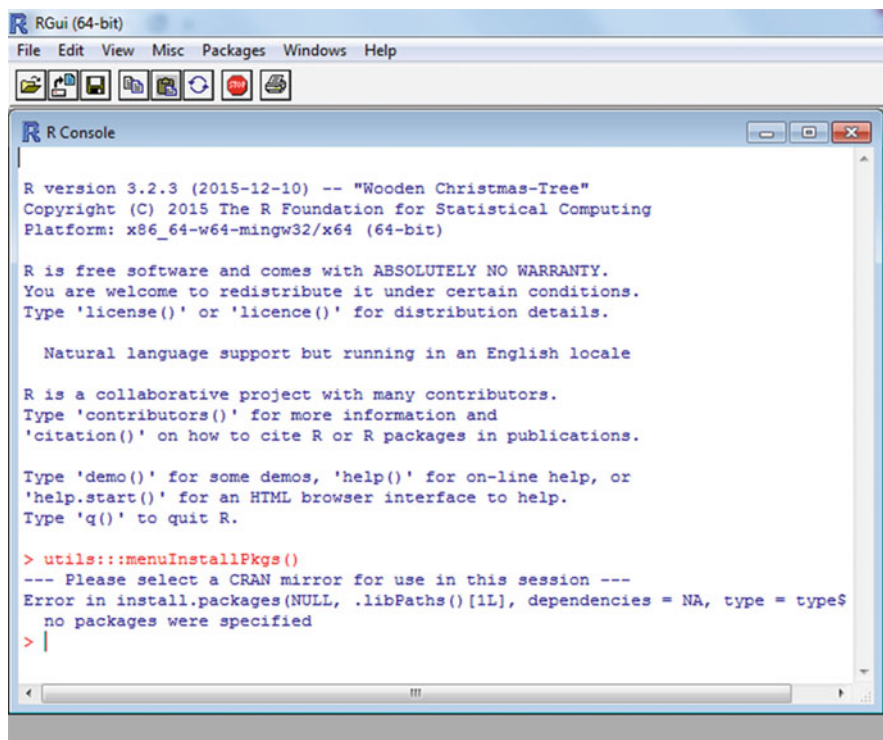 RGui (64-bit)
File Edit View Misc Packages Windows Help
STOP
R Console
R version 3.2.3 (2015-12-10) -- "Wooden Christmas-Tree"
Copyright (C) 2015 The R Foundation for Statistical Computing
Platform: x86_64-w64-mingw32/x64 (64-bit)
R is free software and comes with ABSOLUTELY NO WARRANTY.
You are welcome to redistribute it under certain conditions.
Type 'license()' or 'licence()' for distribution details.
Natural language support but running in an English locale
R is a collaborative project with many contributors.
Type 'contributors()' for more information and
'citation()' on how to cite R or R packages in publications.
Type 'demo()' for some demos, 'help()' for on-line help, or
'help.start()' for an HTML browser interface to help.
Type 'q()' to quit R.
> utils:::menuInstallPkgs()
--- Please select a CRAN mirror for use in this session ---
Error in install.packages(NULL, .libPaths()[1L], dependencies = NA, type = type$
no packages were specified
>